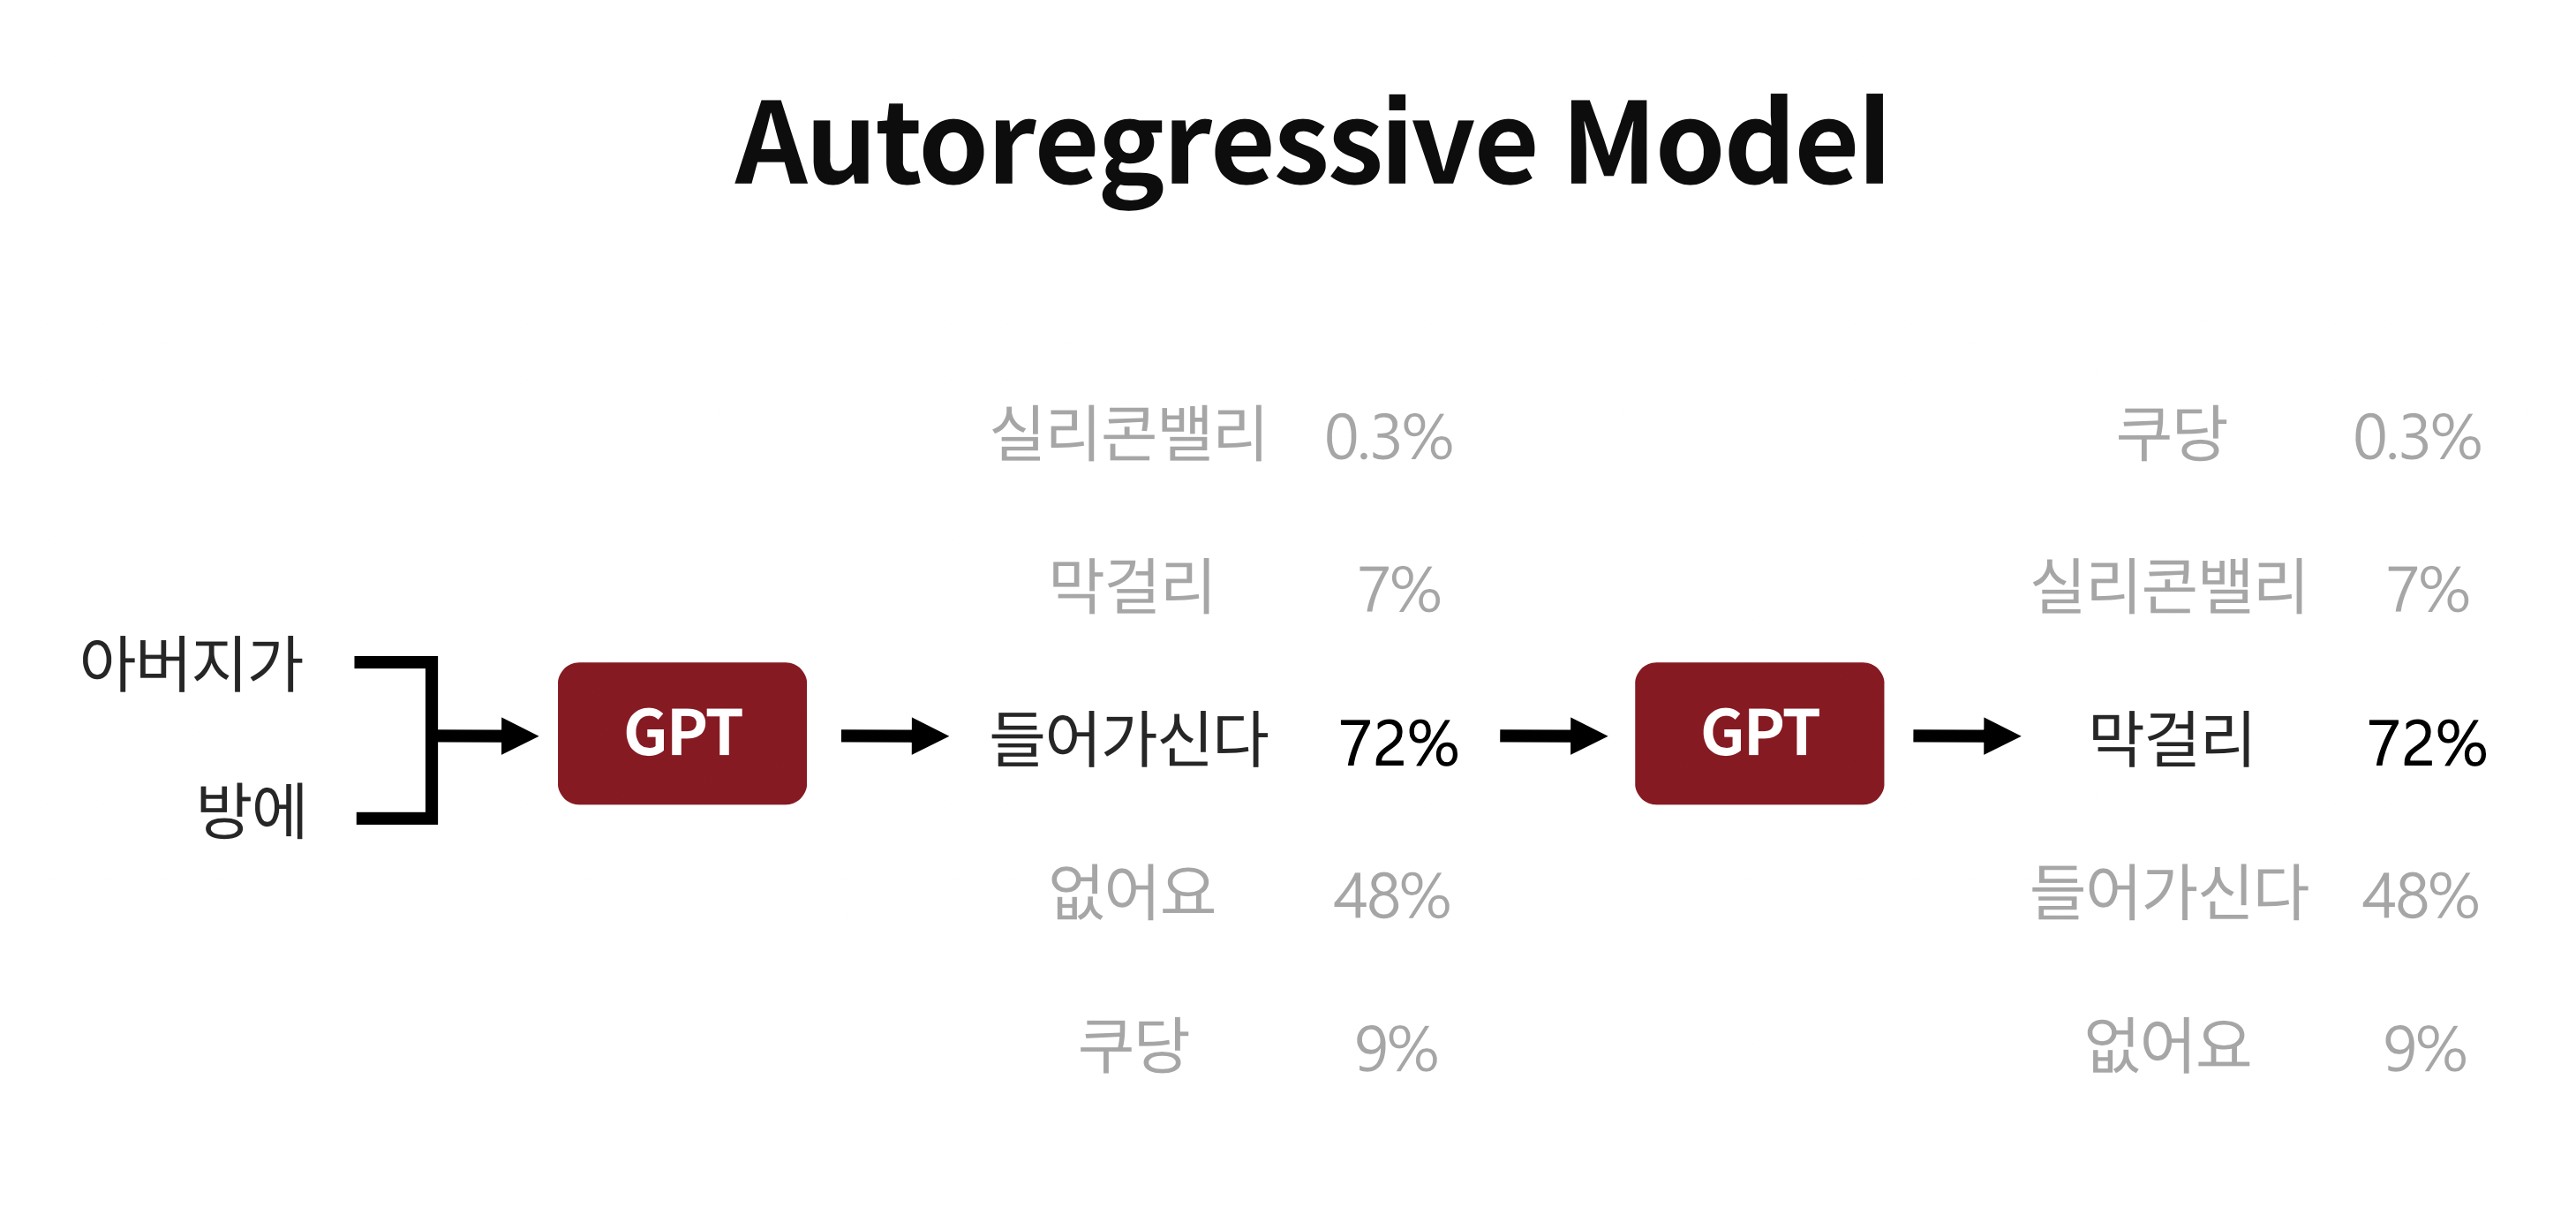 Autoregressive Model
아버지가
방에
GPT
실리콘밸리 0.3%
막걸리 7%
들어가신다 72%
없어요 48%
쿠당 9%
GPT
쿠당 0.3%
실리콘밸리 7%
막걸리 72%
들어가신다 48%
없어요 9%